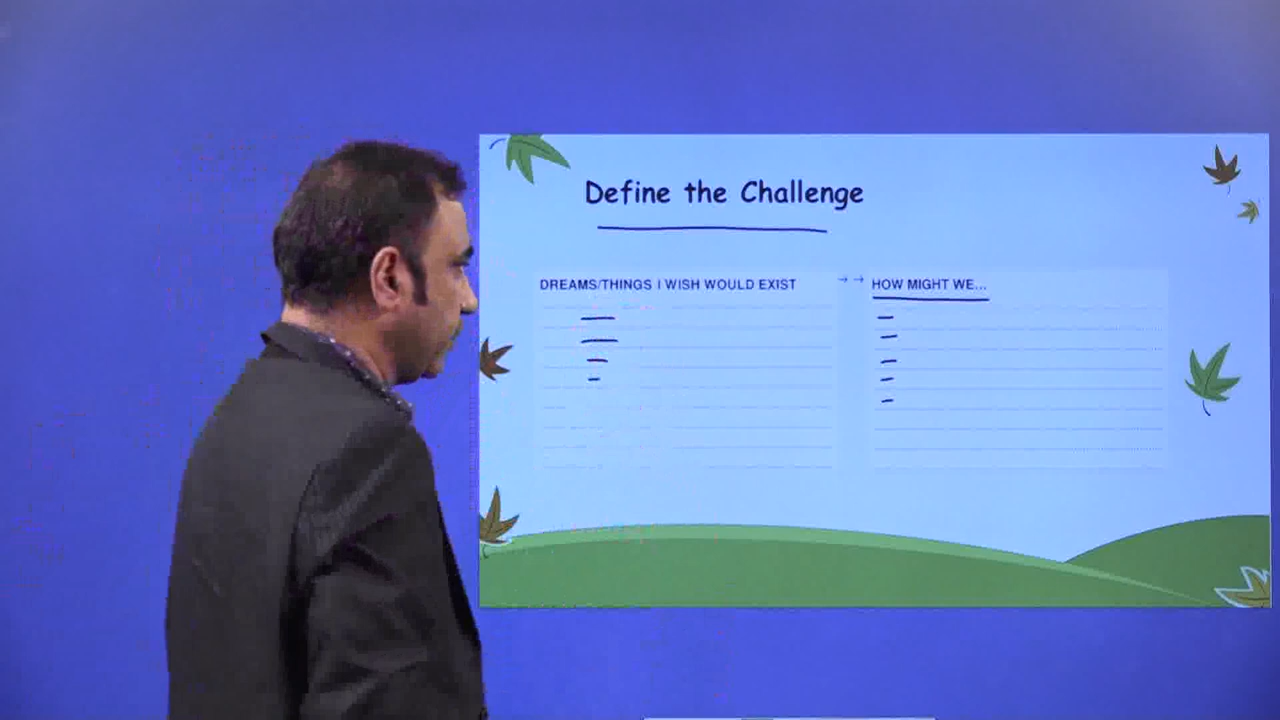 Define the Challenge
DREAMS/THINGS I WISH WOULD EXIST → → HOW MIGHT WE...